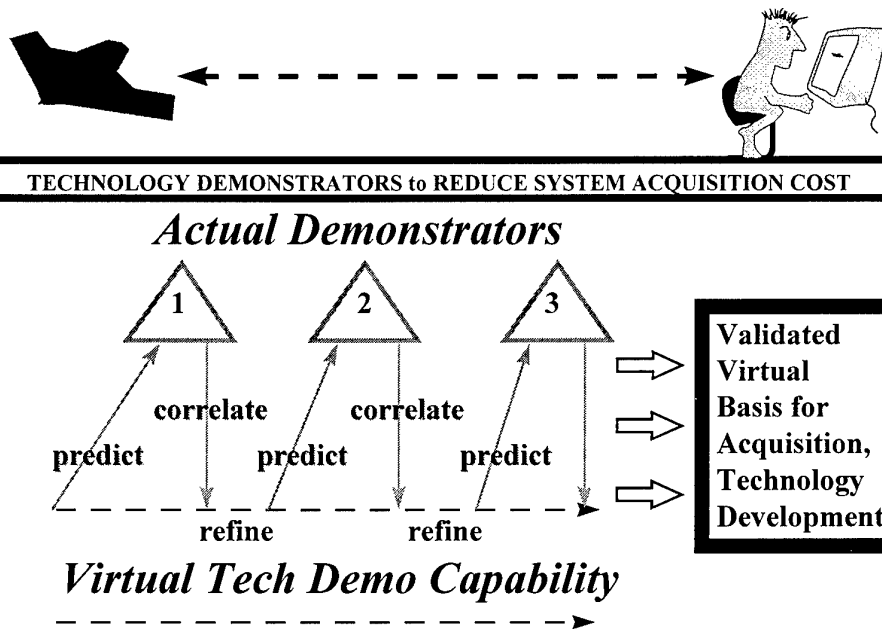 TECHNOLOGY DEMONSTRATORS to REDUCE SYSTEM ACQUISITION COST
Actual Demonstrators
1 2 3
correlate correlate
predict predict predict
refine refine
Virtual Tech Demo Capability
Validated
Virtual
Basis for
Acquisition,
Technology
Development